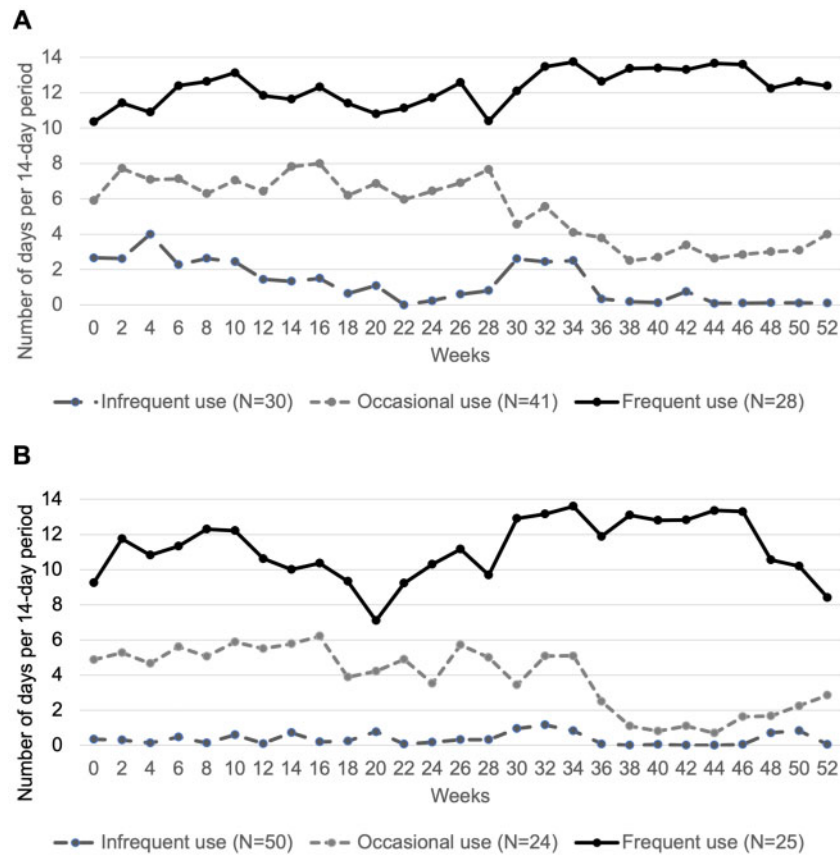 A
Number of days per 14-day period
14
12
10
8
6
4
2
0
0 2 4 6 8 10 12 14 16 18 20 22 24 26 28 30 32 34 36 38 40 42 44 46 48 50 52
Weeks
Infrequent use (N=30) Occasional use (N=41) Frequent use (N=28)
B
Number of days per 14-day period
14
12
10
8
6
4
2
0
0 2 4 6 8 10 12 14 16 18 20 22 24 26 28 30 32 34 36 38 40 42 44 46 48 50 52
Weeks
Infrequent use (N=50) Occasional use (N=24) Frequent use (N=25)